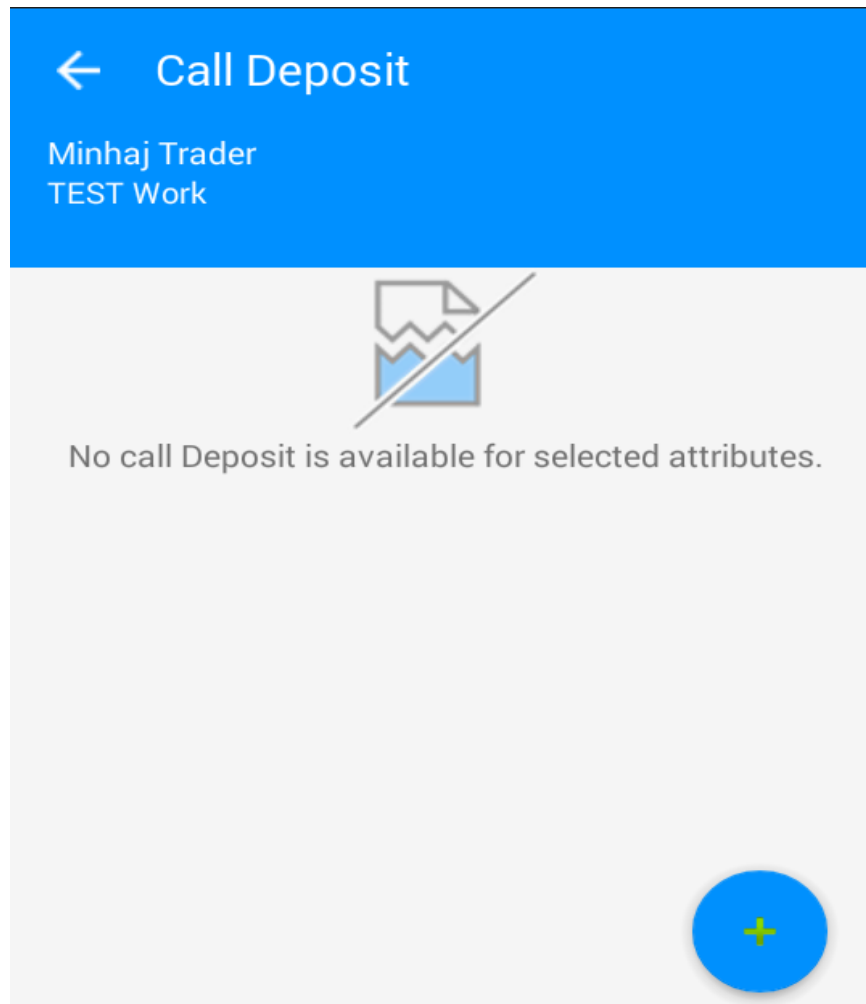 Call Deposit
Minhaj Trader
TEST Work
No call Deposit is available for selected attributes.
+